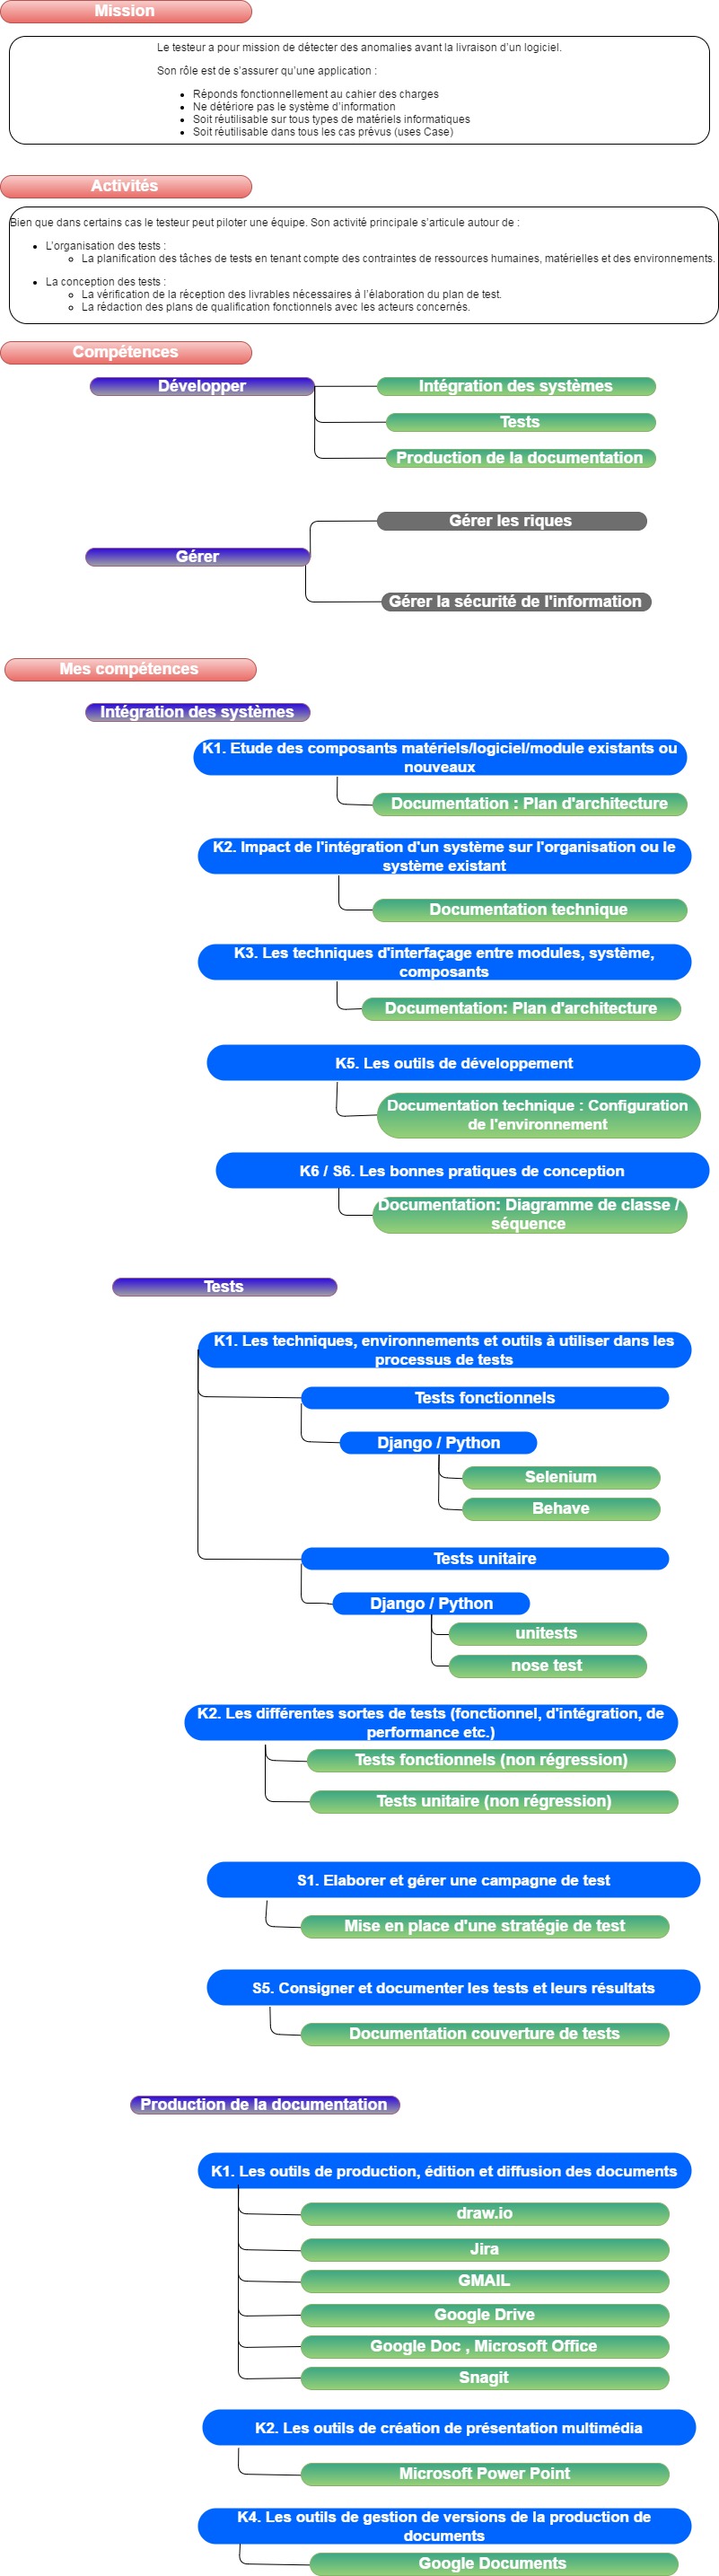 Mission
Le testeur a pour mission de détecter des anomalies avant la livraison d'un logiciel.
Son rôle est de s'assurer qu'une application :
Réponds fonctionnellement au cahier des charges
Ne détériore pas le système d'information
Soit réutilisable sur tous types de matériels informatiques
Soit réutilisable dans tous les cas prévus (uses Case)
Activités
Bien que dans certains cas le testeur peut piloter une équipe. Son activité principale s'articule autour de :
L'organisation des tests :
La planification des tâches de tests en tenant compte des contraintes de ressources humaines, matérielles et des environnements.
La conception des tests :
La vérification de la réception des livrables nécessaires à l'élaboration du plan de test.
La rédaction des plans de qualification fonctionnels avec les acteurs concernés.
Compétences
Développer
Intégration des systèmes
Tests
Production de la documentation
Gérer les riques
Gérer
Gérer la sécurité de l'information
Mes compétences
Intégration des systèmes
K1. Etude des composants matériels/logiciel/module existants ou
nouveaux
Documentation : Plan d'architecture
K2. Impact de l'intégration d'un système sur l'organisation ou le
système existant
Documentation technique
K3. Les techniques d'interfaçage entre modules, système,
composants
Documentation: Plan d'architecture
K5. Les outils de développement
Documentation technique : Configuration
de l'environnement
K6 / S6. Les bonnes pratiques de conception
Documentation: Diagramme de classe /
séquence
Tests
K1. Les techniques, environnements et outils à utiliser dans les
processus de tests
Tests fonctionnels
Django / Python
Selenium
Behave
Tests unitaire
Django / Python
unitests
nose test
K2. Les différentes sortes de tests (fonctionnel, d'intégration, de
performance etc.)
Tests fonctionnels (non régression)
Tests unitaire (non régression)
S1. Elaborer et gérer une campagne de test
Mise en place d'une stratégie de test
S5. Consigner et documenter les tests et leurs résultats
Documentation couverture de tests
Production de la documentation
K1. Les outils de production, édition et diffusion des documents
draw.io
Jira
GMAIL
Google Drive
Google Doc , Microsoft Office
Snagit
K2. Les outils de création de présentation multimédia
Microsoft Power Point
K4. Les outils de gestion de versions de la production de
documents
Google Documents